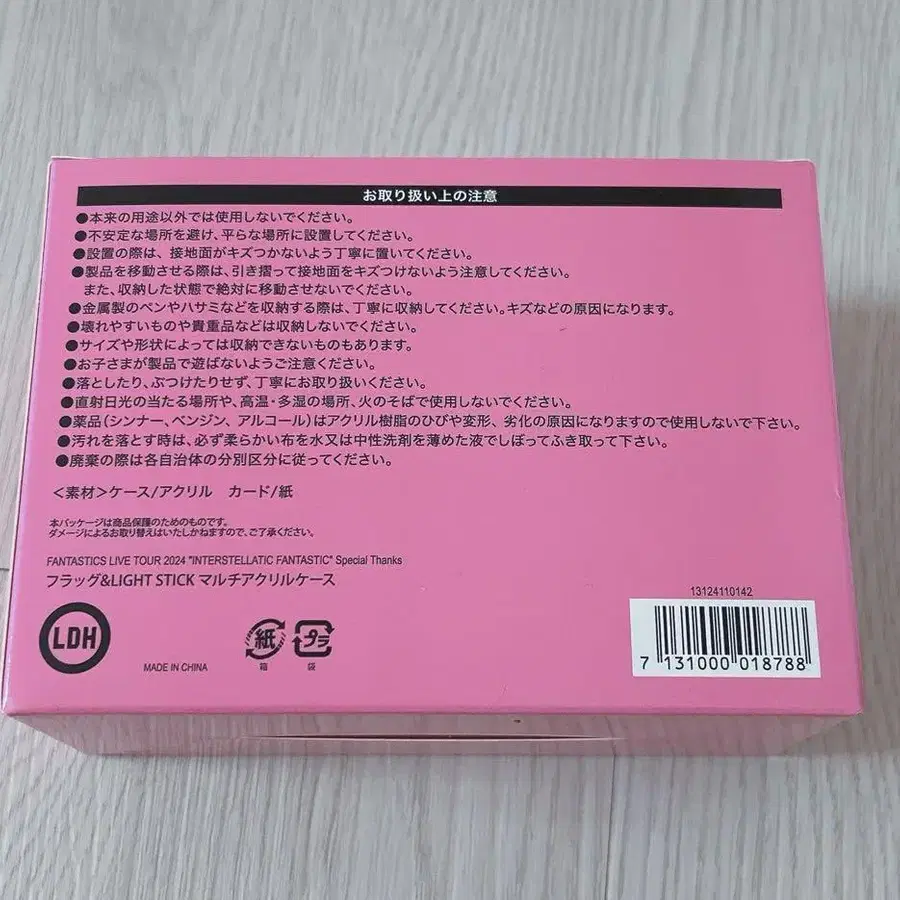 お取り扱い上の注意
●本来の用途以外では使用しないでください。
●不安定な場所を避け、平らな場所に設置してください。
●設置の際は、接地面がキズつかないよう丁寧に置いてください。
●製品を移動させる際は、引き摺って接地面をキズつけないよう注意してください。
また、収納した状態で絶対に移動させないでください。
●金属製のペンやハサミなどを収納する際は、丁寧に収納してください。キズなどの原因になります。
●壊れやすいものや貴重品などは収納しないでください。
●サイズや形状によっては収納できないものもあります。
●お子さまが製品で遊ばないようご注意ください。
●落としたり、ぶつけたりせず、丁寧にお取り扱いください。
●直射日光の当たる場所や、高温・多湿の場所、火のそばで使用しないでください。
●薬品（シンナー、ベンジン、アルコール）はアクリル樹脂のひびや変形、劣化の原因になりますので使用しないで下さい。
●汚れを落とす時は、必ず柔らかい布を水又は中性洗剤を薄めた液でしぼってふき取って下さい。
●廃棄の際は各自治体の分別区分に従ってください。
＜素材＞ケース/アクリル　カード/紙
本パッケージは商品保護のためのものです。
ダメージによるお取り替えはいたしかねますので、ご了承ください。
FANTASTICS LIVE TOUR 2024 "INTERSTELLATIC FANTASTIC" Special Thanks
フラッグ&LIGHT STICK マルチアクリルケース
LDH
MADE IN CHINA
紙
箱
プラ
袋
13124110142
7 131000 018788